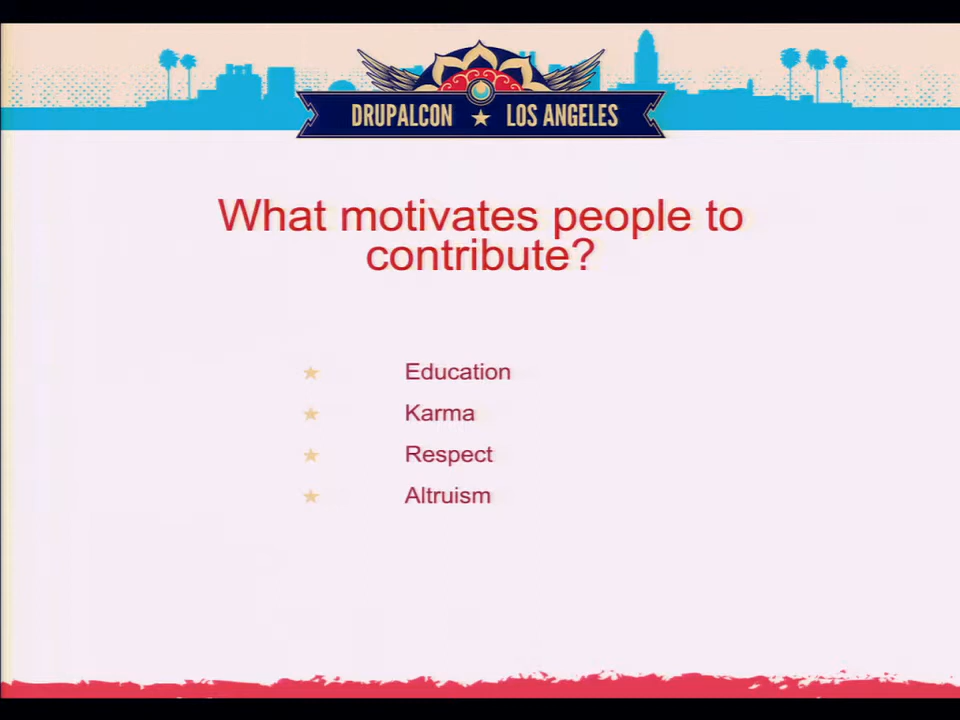 DRUPALCON ★ LOS ANGELES
What motivates people to
contribute?
★ Education
★ Karma
★ Respect
★ Altruism